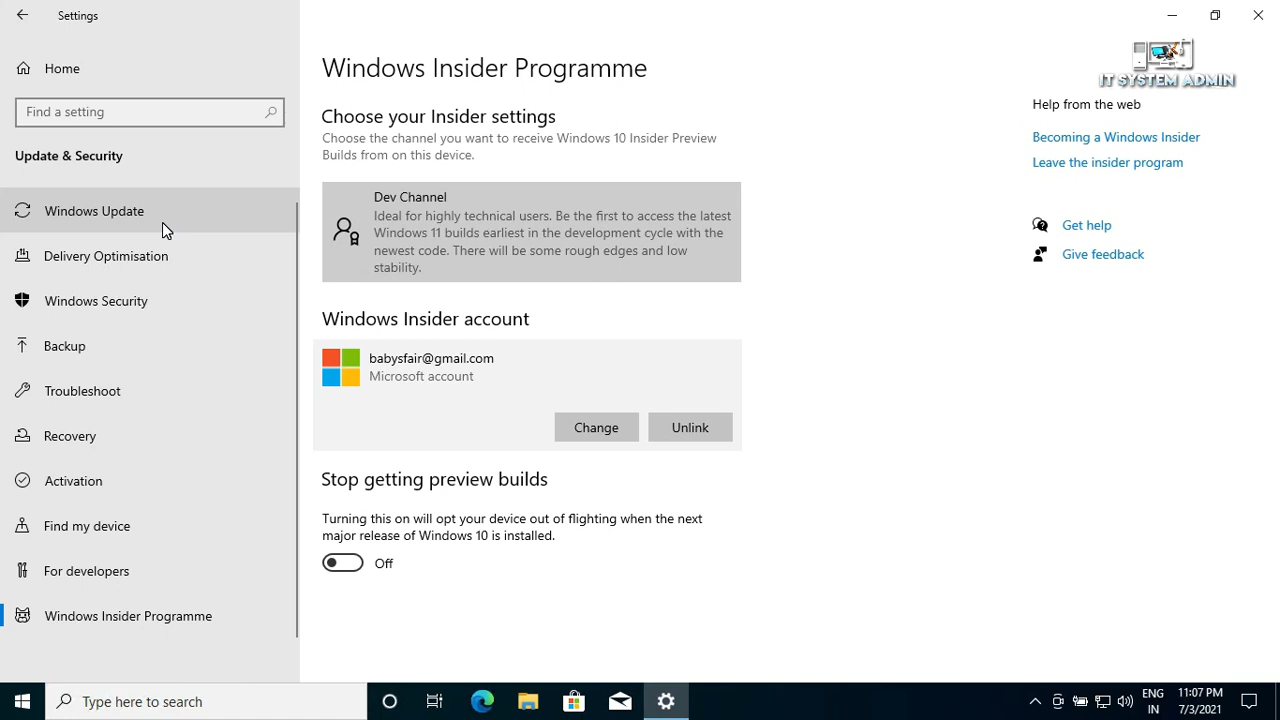 Settings
Home
Find a setting
Update & Security
Windows Update
Delivery Optimisation
Windows Security
Backup
Troubleshoot
Recovery
Activation
Find my device
For developers
Windows Insider Programme
Windows Insider Programme
Choose your Insider settings
Choose the channel you want to receive Windows 10 Insider Preview
Builds from on this device.
Dev Channel
Ideal for highly technical users. Be the first to access the latest
Windows 11 builds earliest in the development cycle with the
newest code. There will be some rough edges and low
stability.
Windows Insider account
babysfair@gmail.com
Microsoft account
Change Unlink
Stop getting preview builds
Turning this on will opt your device out of flighting when the next
major release of Windows 10 is installed.
Off
IT SYSTEM ADMIN
Help from the web
Becoming a Windows Insider
Leave the insider program
Get help
Give feedback
Type here to search
ENG
IN
11:07 PM
7/3/2021